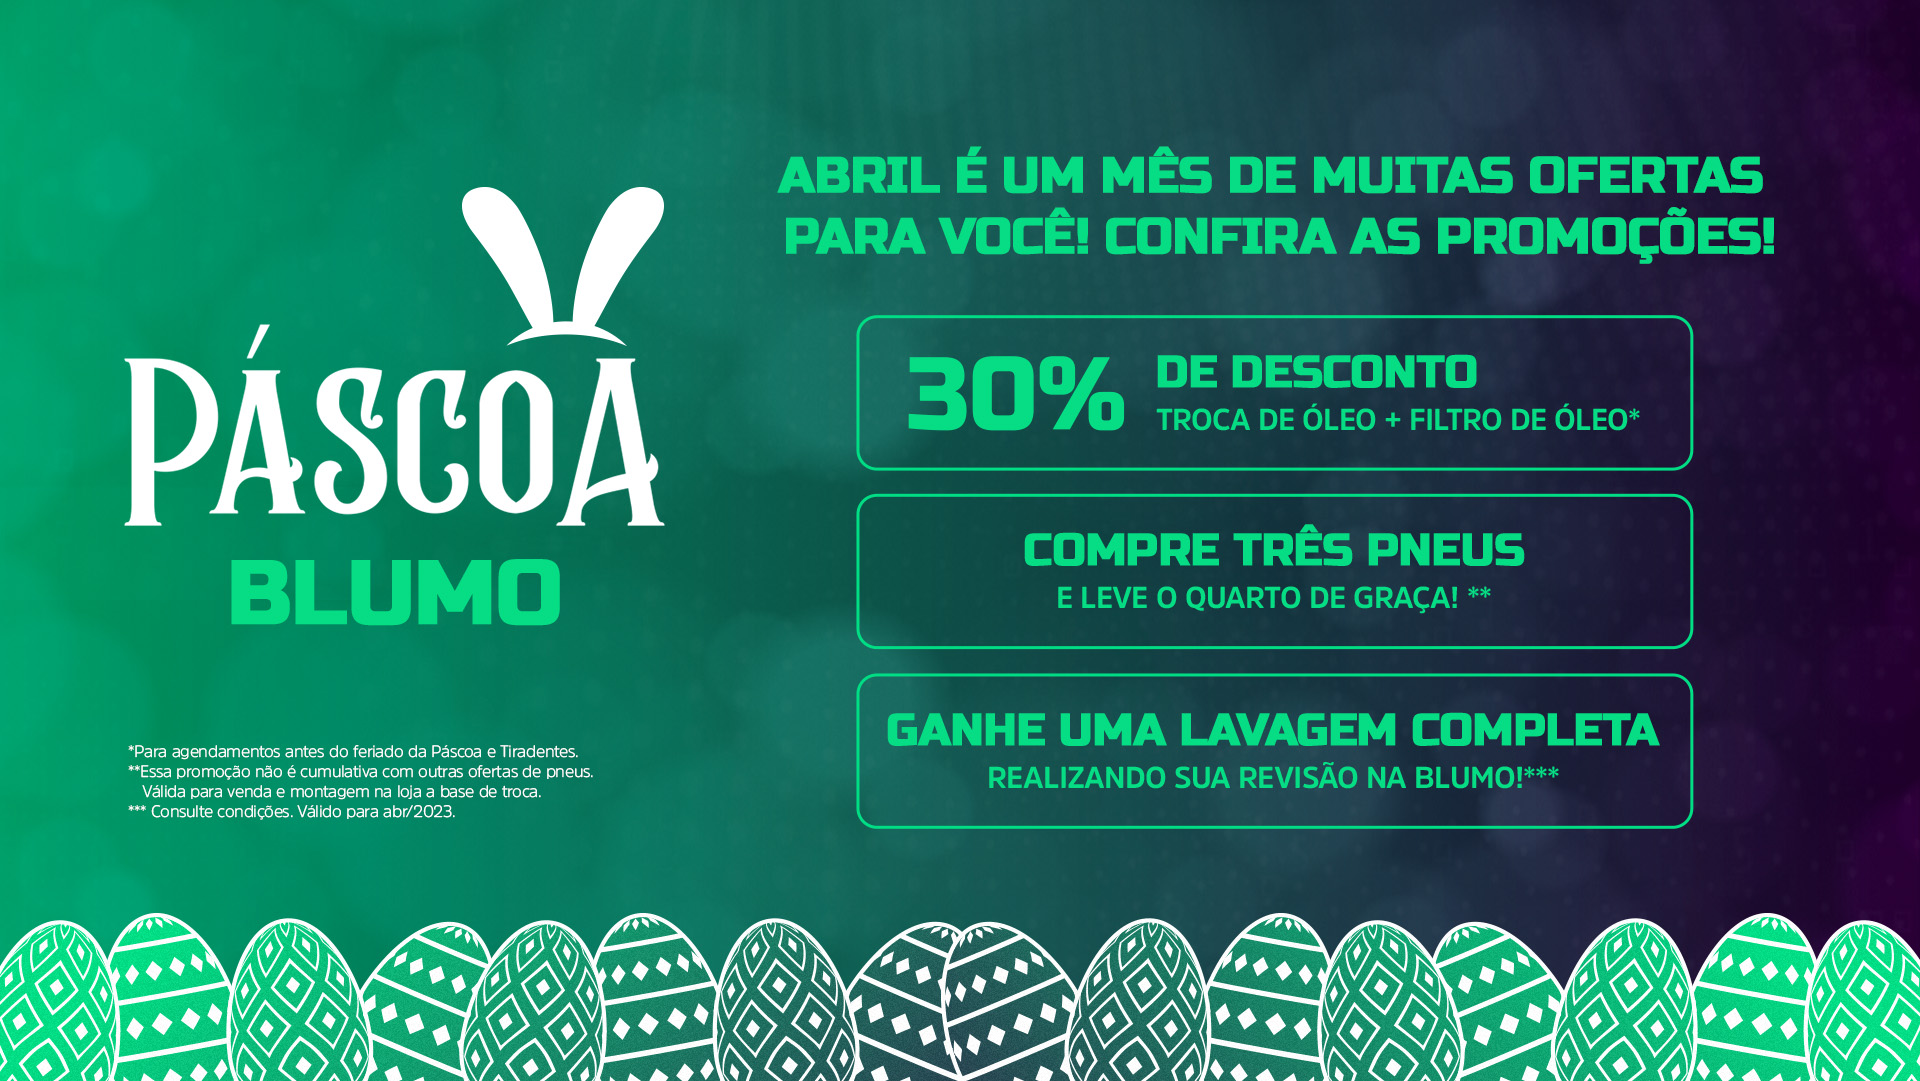 PÁSCOA
BLUMO
*Para agendamentos antes do feriado da Páscoa e Tiradentes.
**Essa promoção não é cumulativa com outras ofertas de pneus.
Válida para venda e montagem na loja a base de troca.
*** Consulte condições. Válido para abr/2023.
ABRIL É UM MÊS DE MUITAS OFERTAS
PARA VOCÊ! CONFIRA AS PROMOÇÕES!
30% DE DESCONTO
TROCA DE ÓLEO + FILTRO DE ÓLEO*
COMPRE TRÊS PNEUS
E LEVE O QUARTO DE GRAÇA! **
GANHE UMA LAVAGEM COMPLETA
REALIZANDO SUA REVISÃO NA BLUMO!***